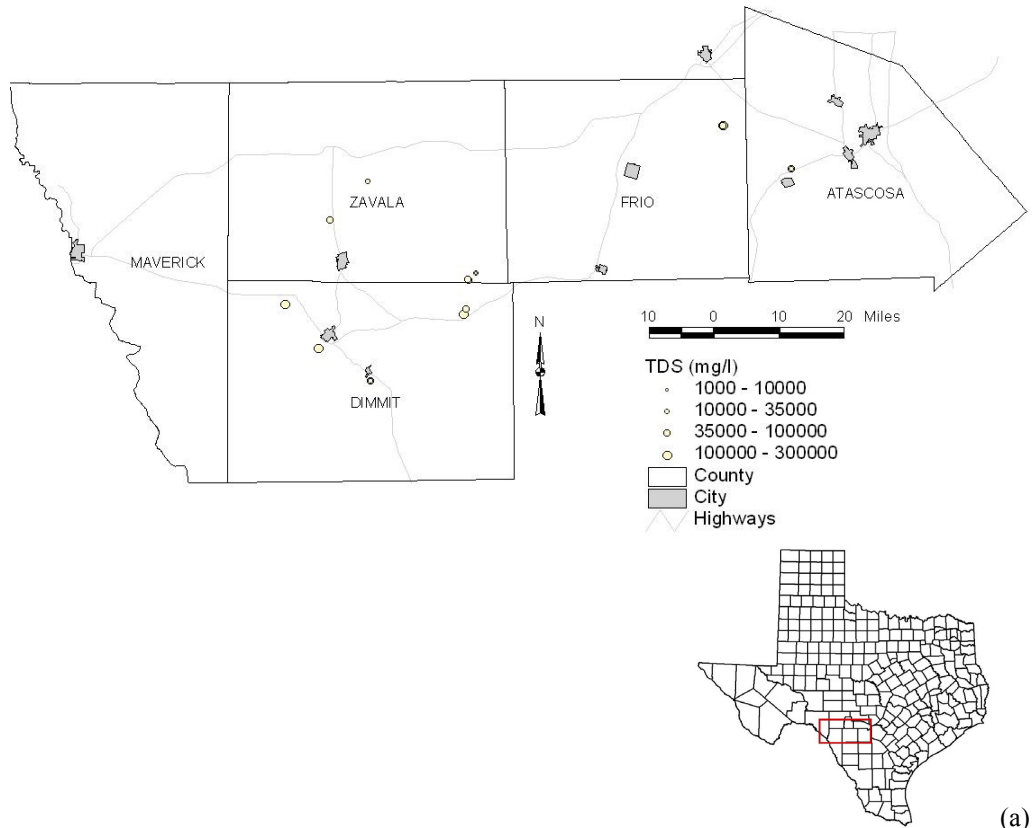 ZAVALA
FRIO
ATASCOSA
MAVERICK
DIMMIT
N
10 0 10 20 Miles
TDS (mg/l)
1000 - 10000
10000 - 35000
35000 - 100000
100000 - 300000
County
City
Highways
(a)